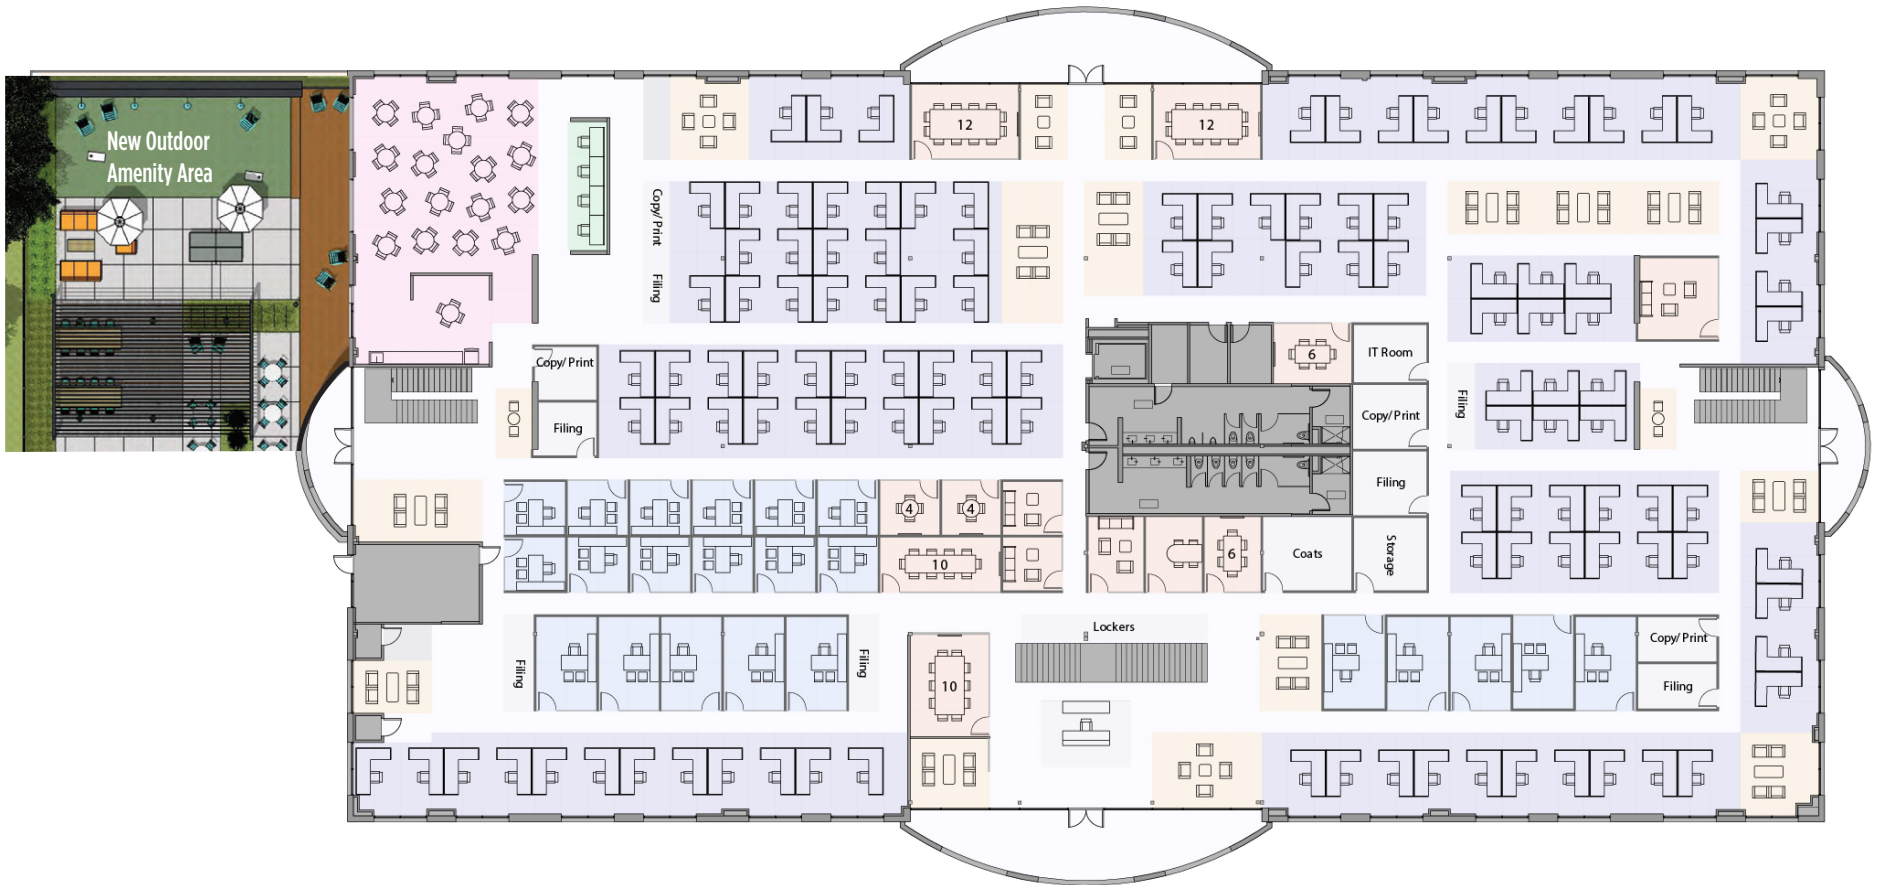 New Outdoor
Amenity Area
12
12
Copy/ Print
Filing
Copy/ Print
Filing
6
IT Room
Copy/ Print
Filing
Filing
4
4
10
6
Coats
Storage
Lockers
Filing
Filing
10
Copy/ Print
Filing